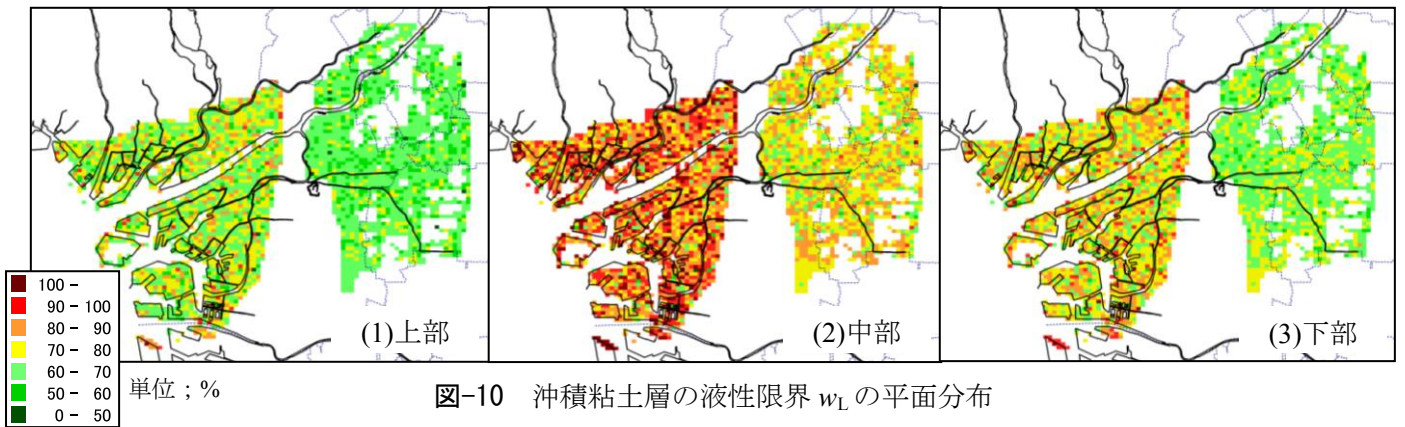 (1)上部
(2)中部
(3)下部
100 -
90 - 100
80 - 90
70 - 80
60 - 70
50 - 60
0 - 50
単位 ; %
図-10 沖積粘土層の液性限界 wLの平面分布